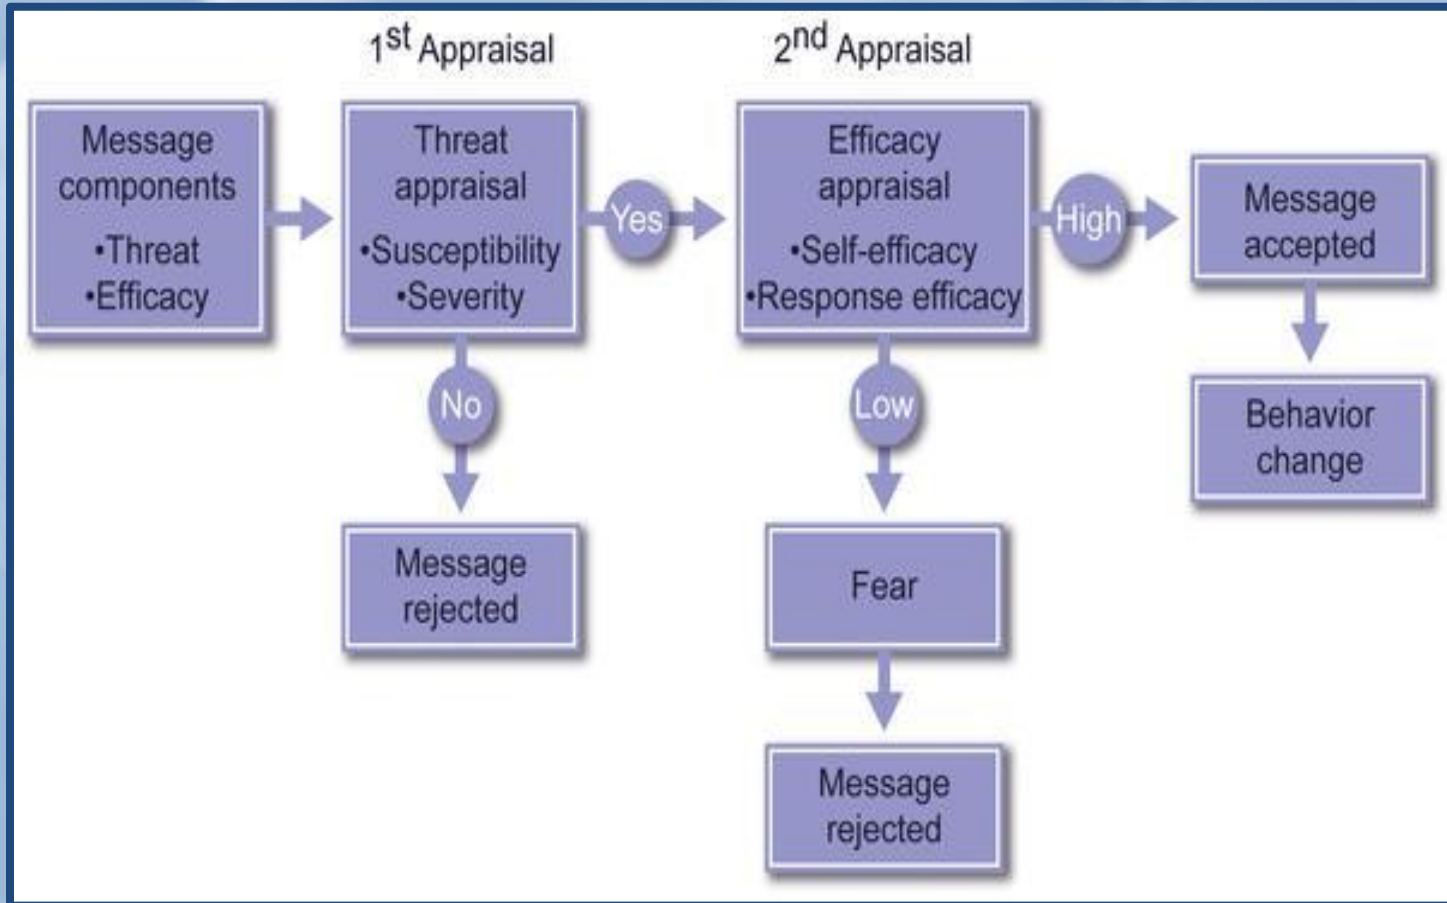 1st Appraisal
2nd Appraisal
Message
components
•Threat
•Efficacy
Threat
appraisal
•Susceptibility
•Severity
Yes
Efficacy
appraisal
•Self-efficacy
•Response efficacy
High
Message
accepted
No
Low
Behavior
change
Message
rejected
Fear
Message
rejected